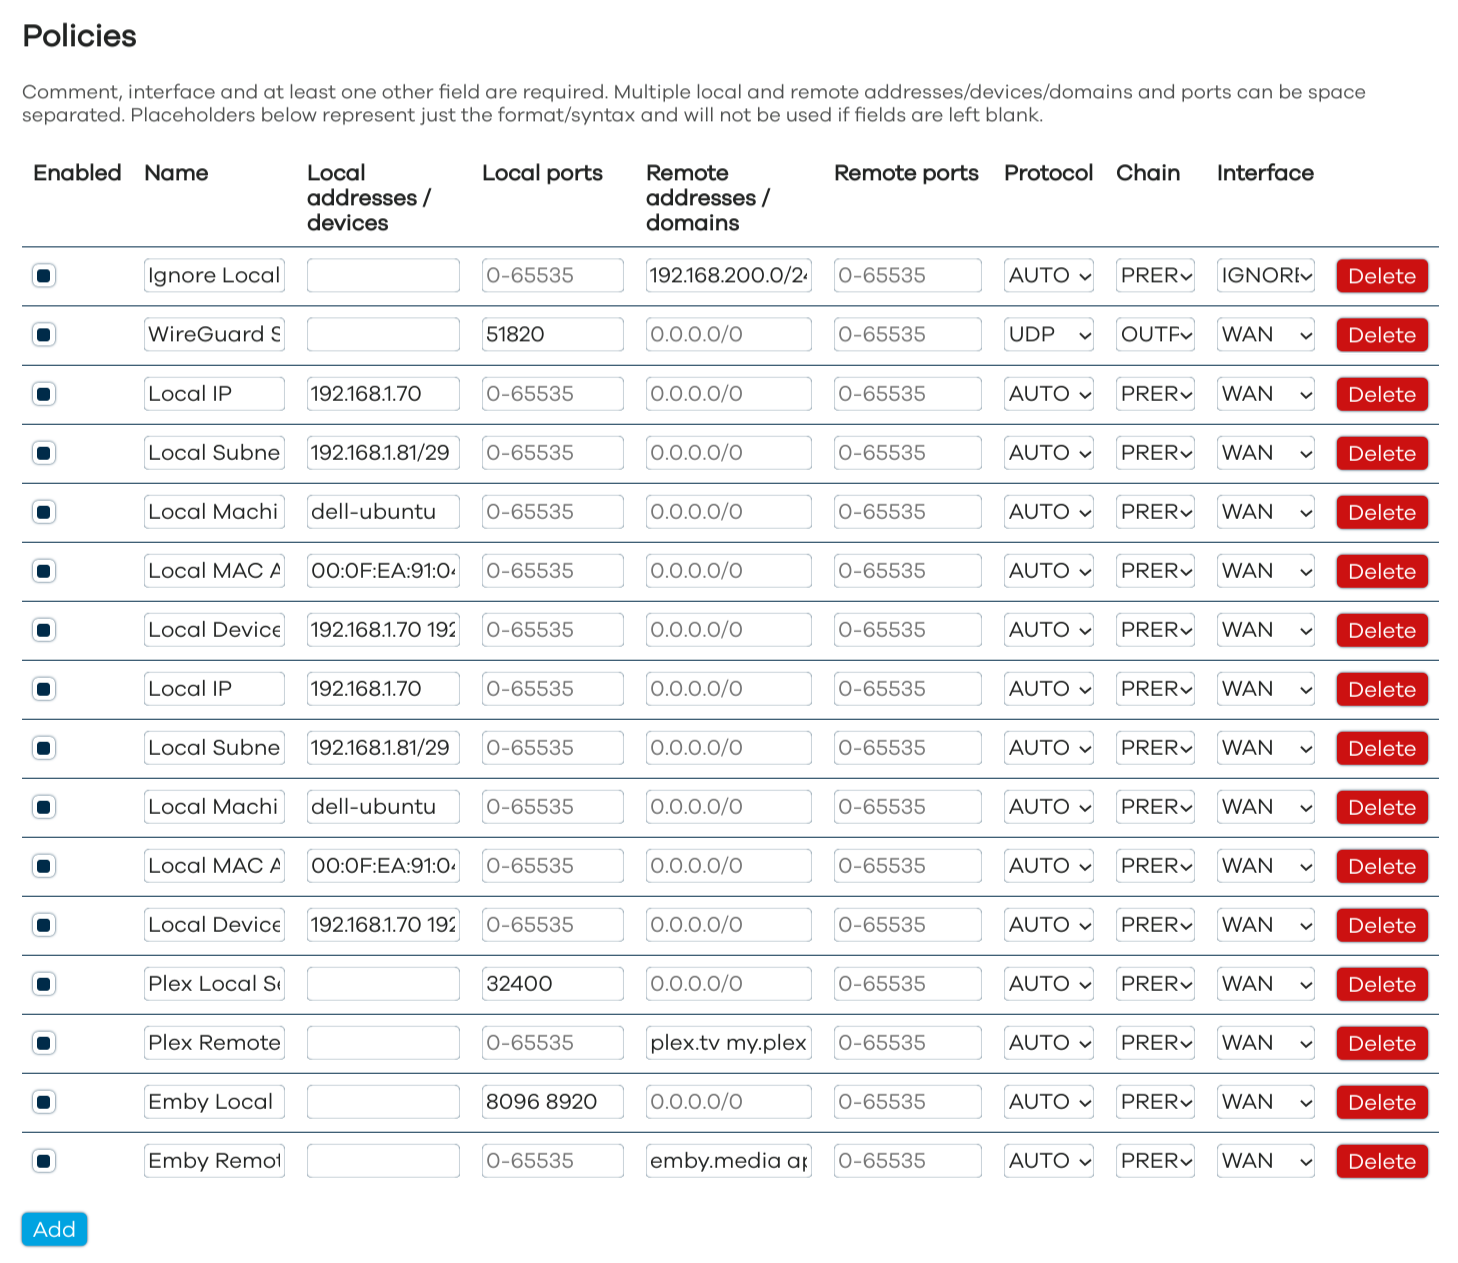 Policies
Comment, interface and at least one other field are required. Multiple local and remote addresses/devices/domains and ports can be space
separated. Placeholders below represent just the format/syntax and will not be used if fields are left blank.
Enabled Name Local addresses / devices Local ports Remote addresses / domains Remote ports Protocol Chain Interface
Ignore Local 0-65535 192.168.200.0/24 0-65535 AUTO PRER IGNORE Delete
WireGuard S 51820 0.0.0.0/0 0-65535 UDP OUTP WAN Delete
Local IP 192.168.1.70 0-65535 0.0.0.0/0 0-65535 AUTO PRER WAN Delete
Local Subne 192.168.1.81/29 0-65535 0.0.0.0/0 0-65535 AUTO PRER WAN Delete
Local Machi dell-ubuntu 0-65535 0.0.0.0/0 0-65535 AUTO PRER WAN Delete
Local MAC A 00:0F:EA:91:04 0-65535 0.0.0.0/0 0-65535 AUTO PRER WAN Delete
Local Device 192.168.1.70 192 0-65535 0.0.0.0/0 0-65535 AUTO PRER WAN Delete
Local IP 192.168.1.70 0-65535 0.0.0.0/0 0-65535 AUTO PRER WAN Delete
Local Subne 192.168.1.81/29 0-65535 0.0.0.0/0 0-65535 AUTO PRER WAN Delete
Local Machi dell-ubuntu 0-65535 0.0.0.0/0 0-65535 AUTO PRER WAN Delete
Local MAC A 00:0F:EA:91:04 0-65535 0.0.0.0/0 0-65535 AUTO PRER WAN Delete
Local Device 192.168.1.70 192 0-65535 0.0.0.0/0 0-65535 AUTO PRER WAN Delete
Plex Local Se 32400 0.0.0.0/0 0-65535 AUTO PRER WAN Delete
Plex Remote 0-65535 plex.tv my.plex 0-65535 AUTO PRER WAN Delete
Emby Local 8096 8920 0.0.0.0/0 0-65535 AUTO PRER WAN Delete
Emby Remot 0-65535 emby.media ap 0-65535 AUTO PRER WAN Delete
Add